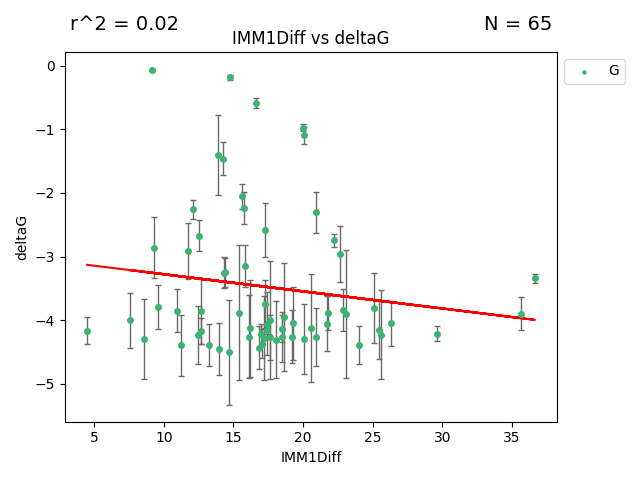 r^2 = 0.02
N = 65
IMM1Diff vs deltaG
G
0
−1
−2
−3
−4
−5
deltaG
5 10 15 20 25 30 35
IMM1Diff